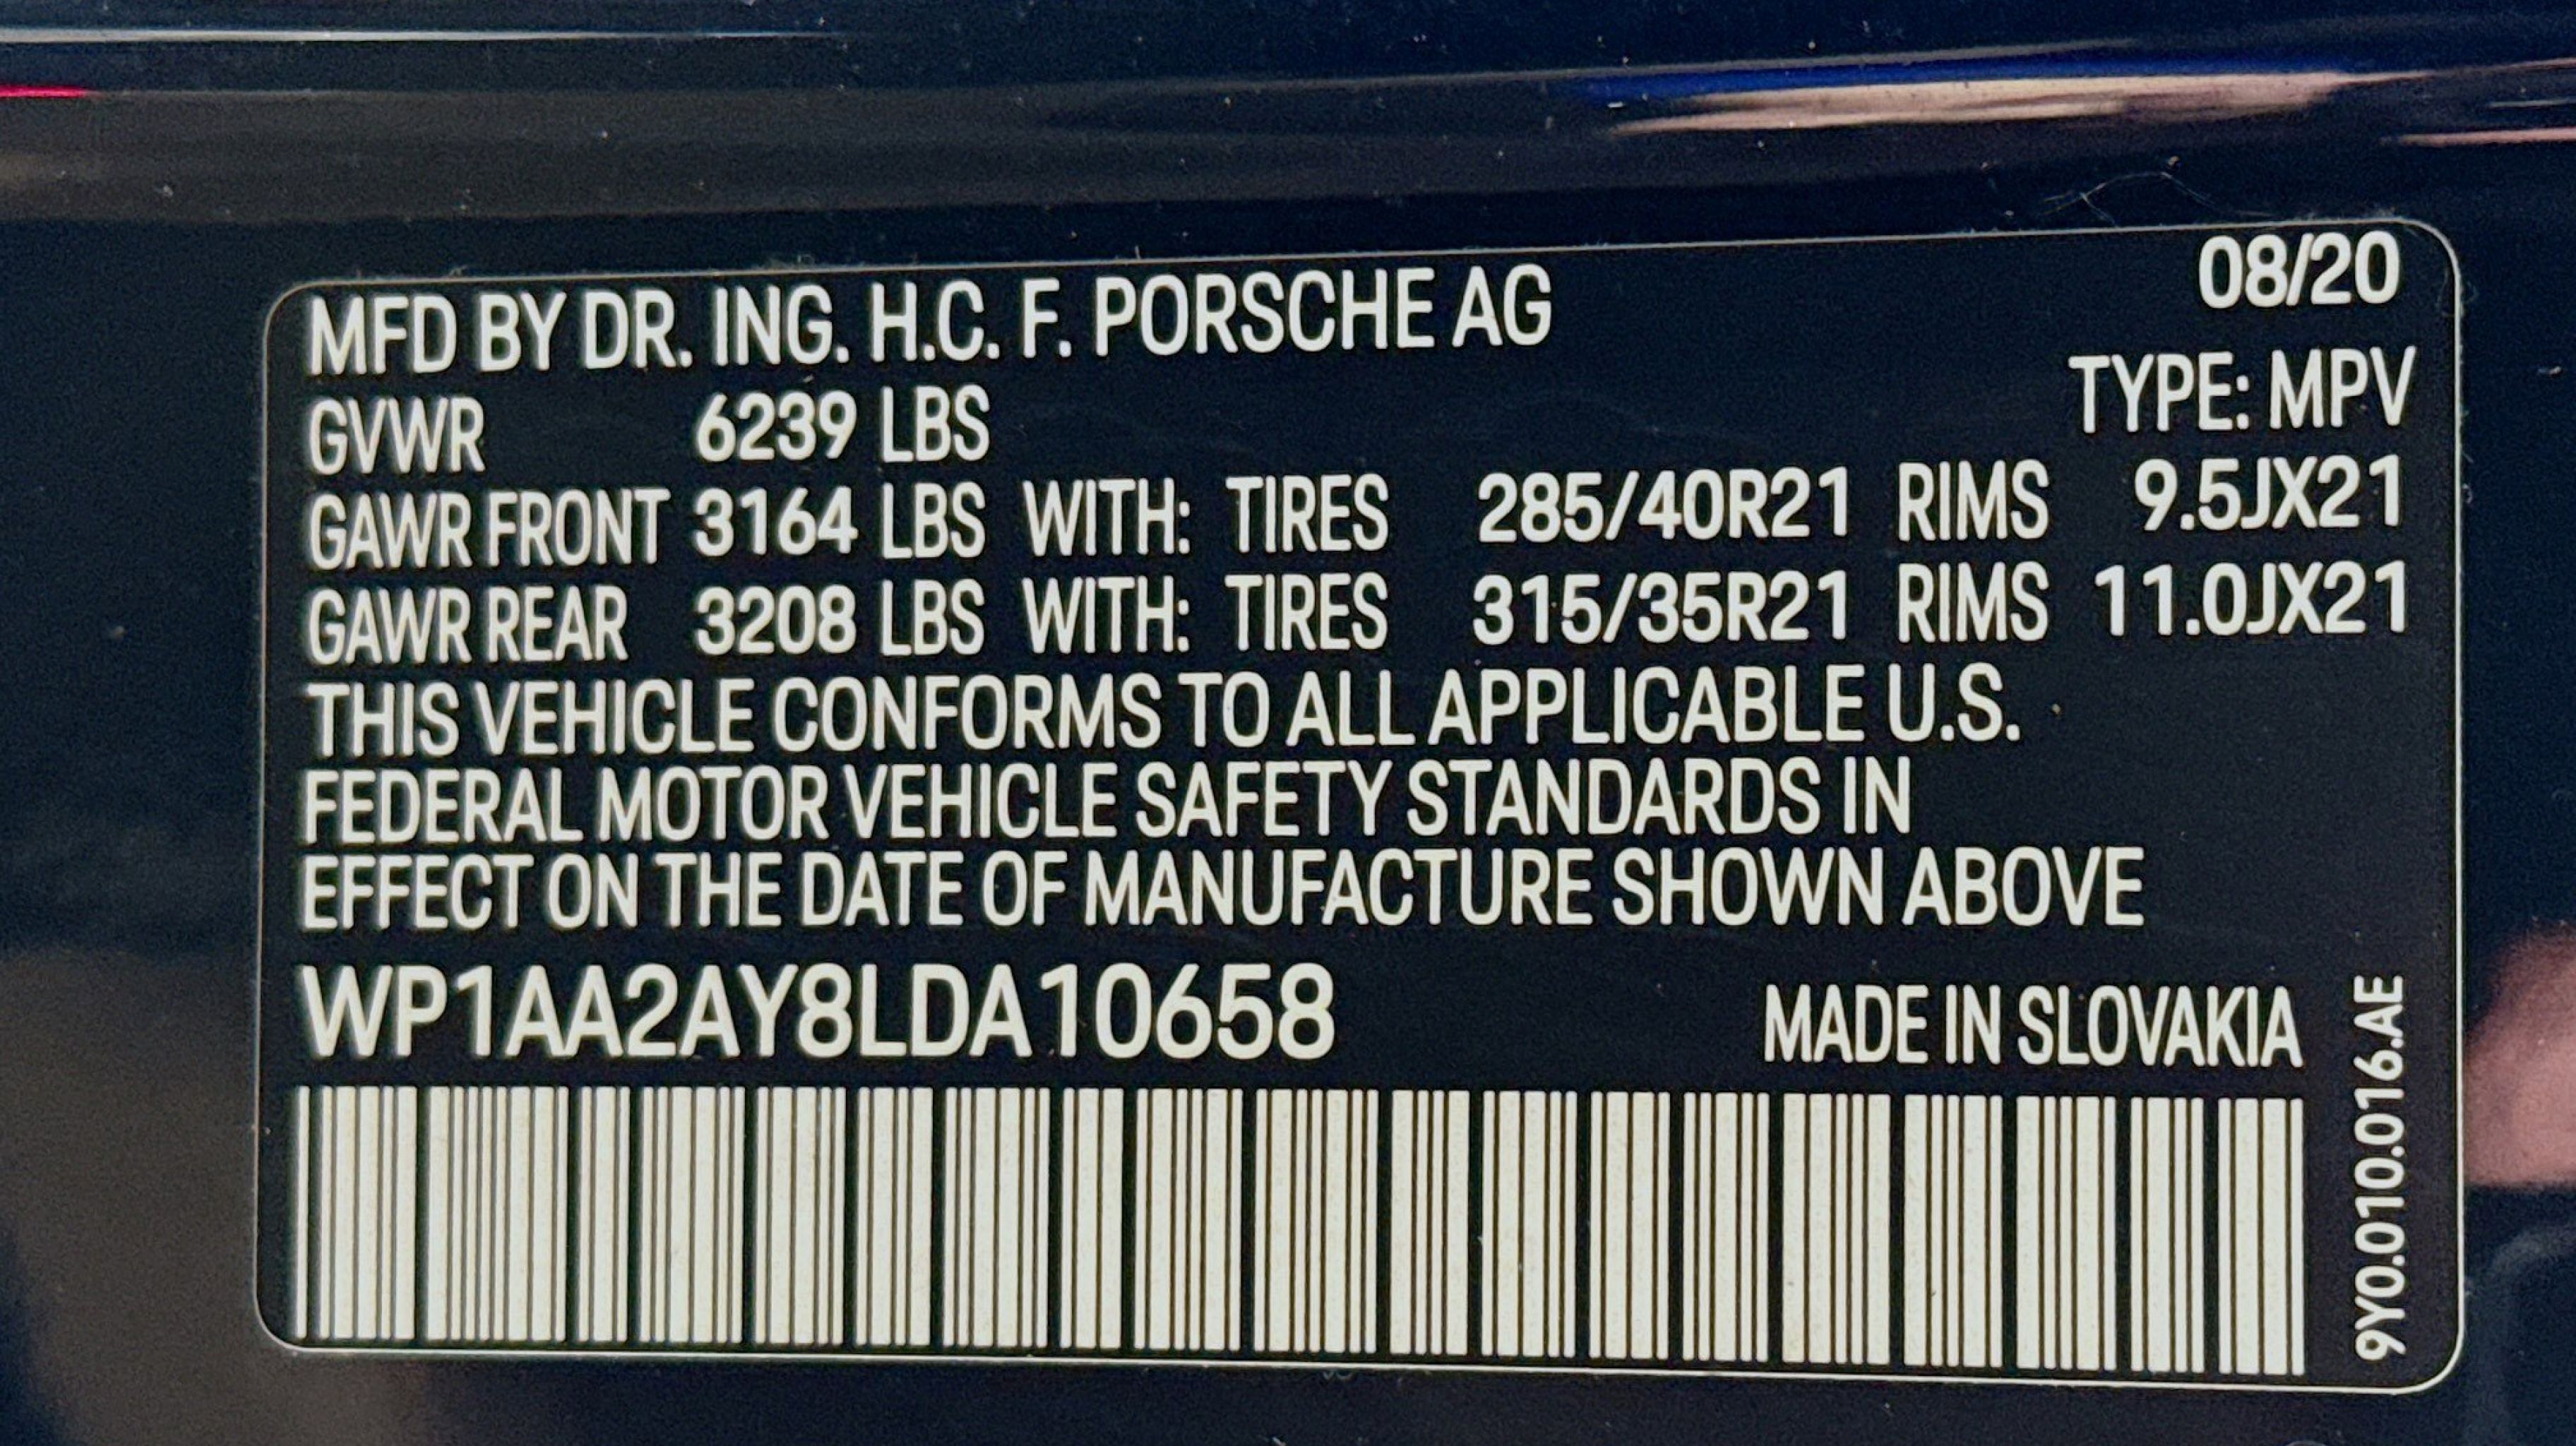 08/20
MFD BY DR. ING. H.C. F. PORSCHE AG
TYPE: MPV
GVWR 6239 LBS
GAWR FRONT 3164 LBS WITH: TIRES 285/40R21 RIMS 9.5JX21
GAWR REAR 3208 LBS WITH: TIRES 315/35R21 RIMS 11.0JX21
THIS VEHICLE CONFORMS TO ALL APPLICABLE U.S.
FEDERAL MOTOR VEHICLE SAFETY STANDARDS IN
EFFECT ON THE DATE OF MANUFACTURE SHOWN ABOVE
WP1AA2AY8LDA10658 MADE IN SLOVAKIA
9Y0.010.016.AE